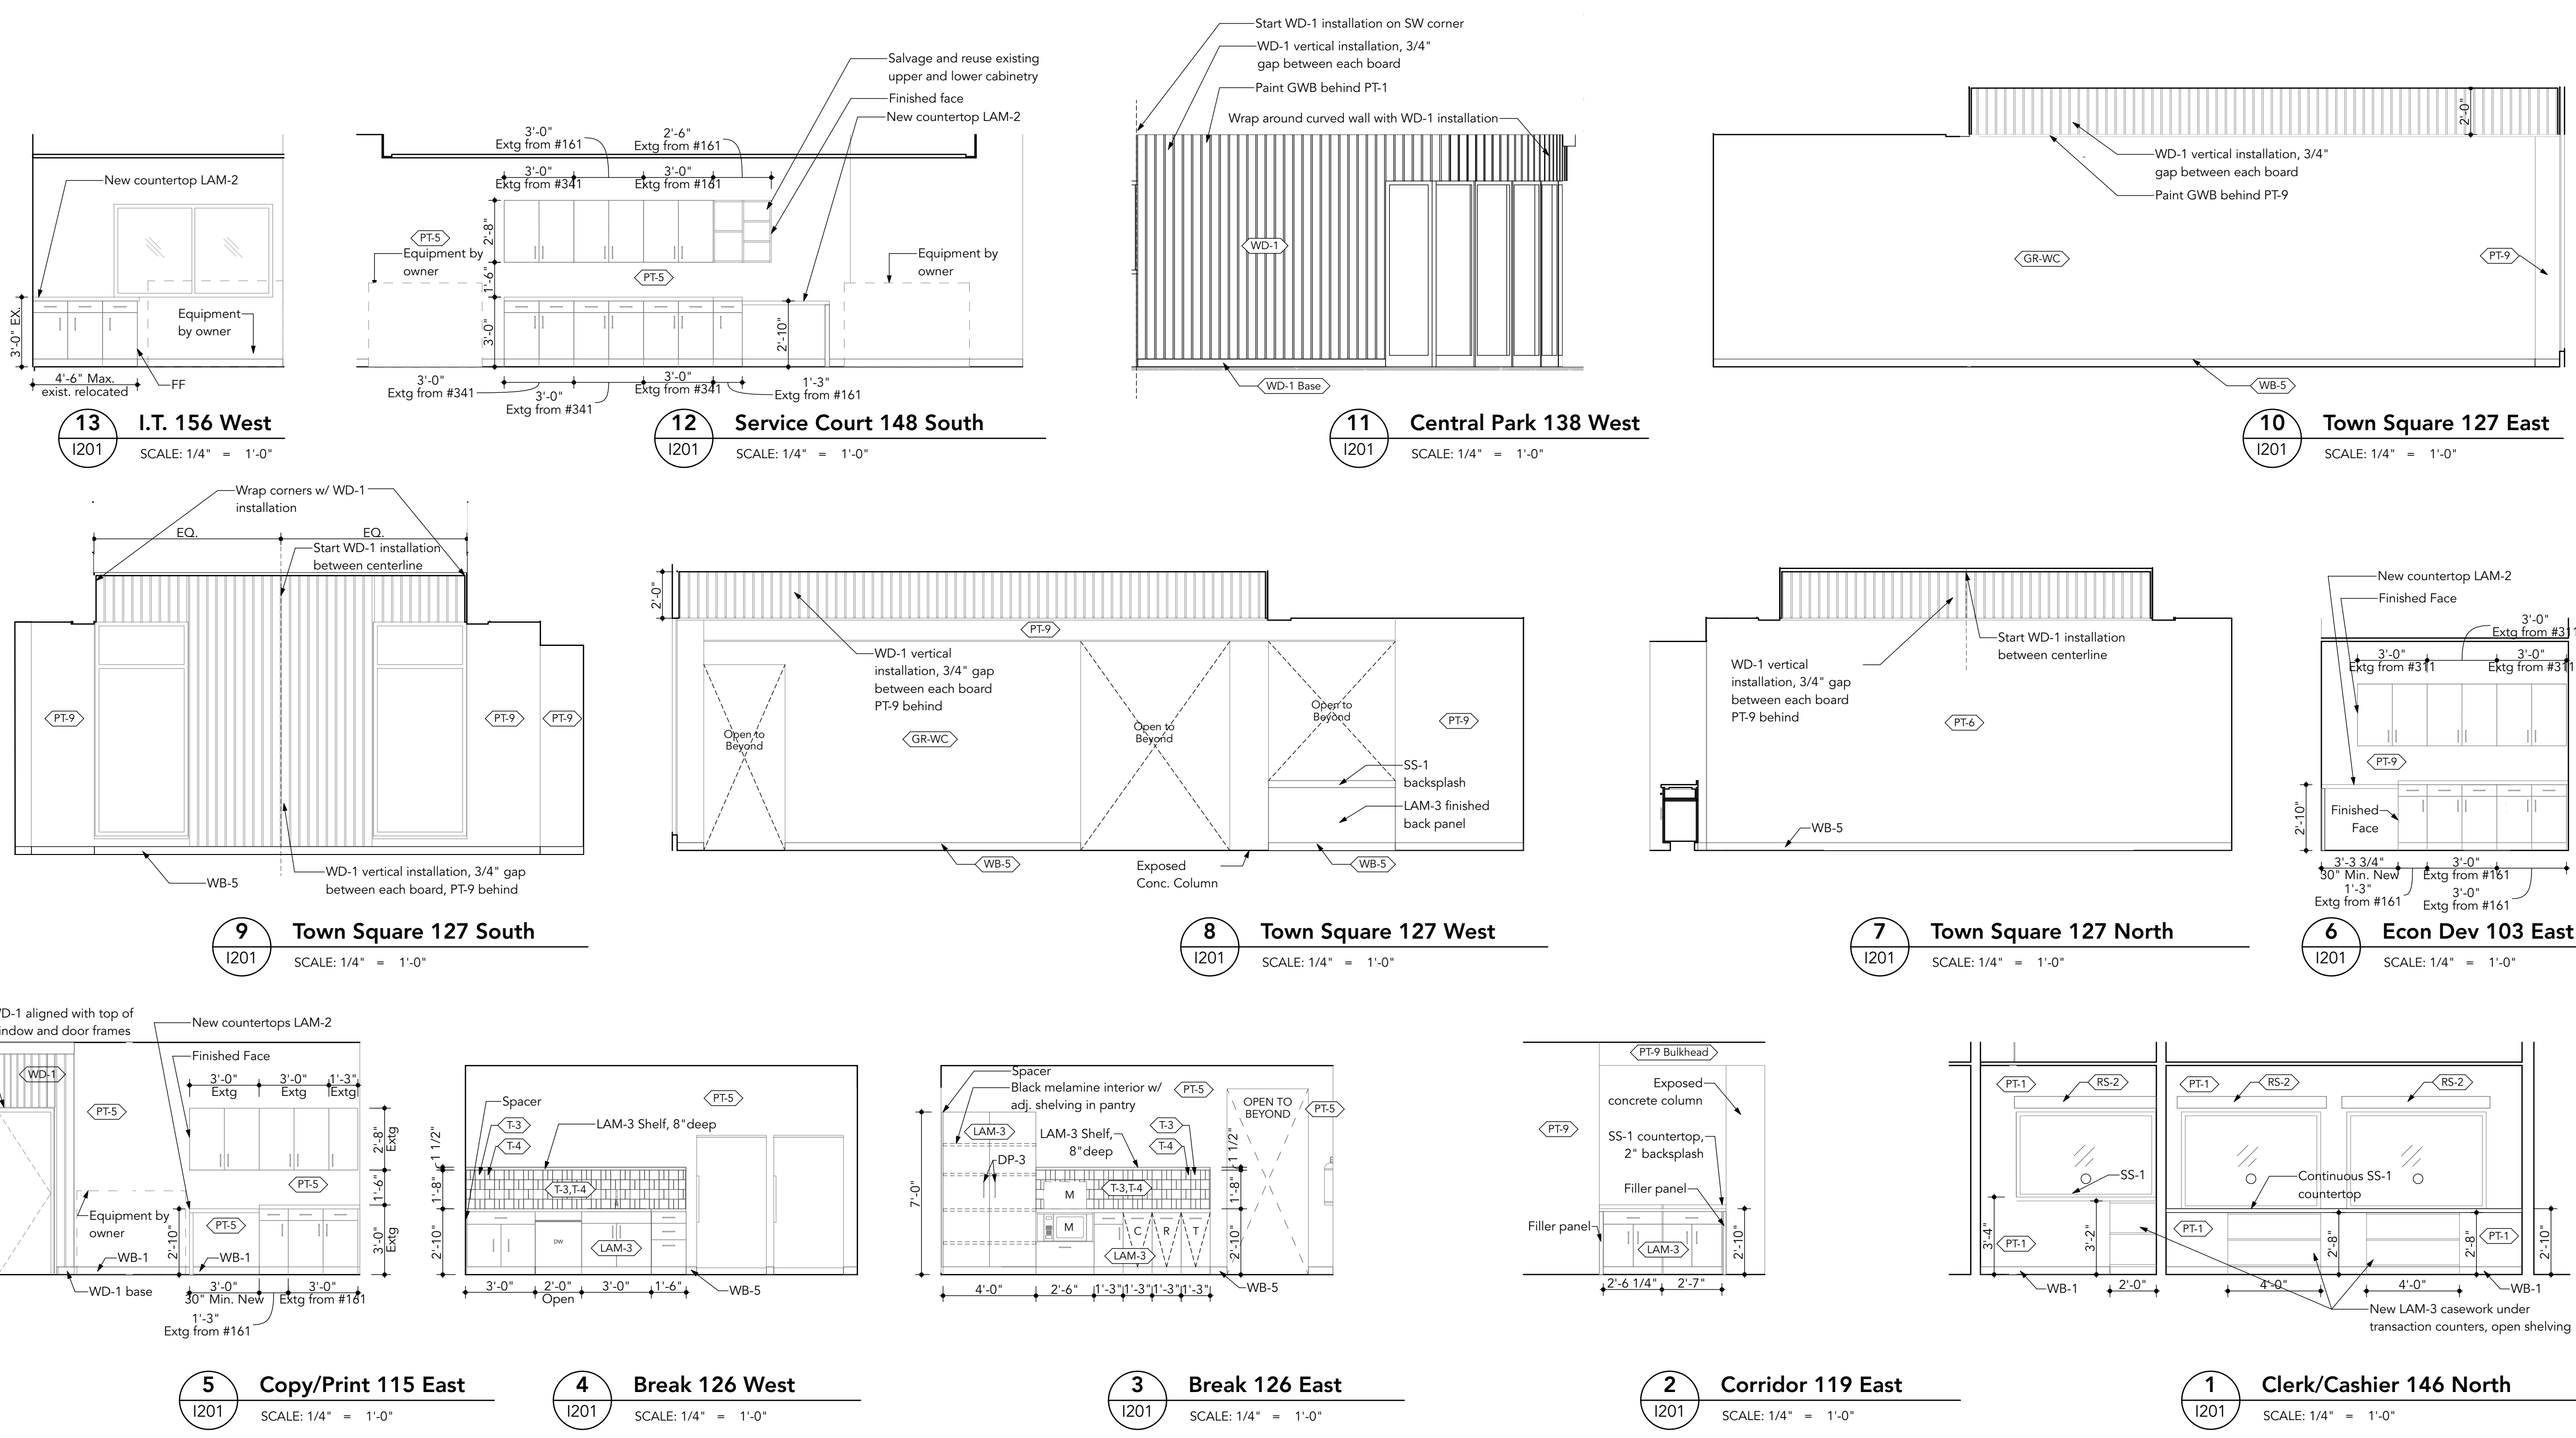 New countertop LAM-2
3'-0" EX.
Equipment
by owner
4'-6" Max.
exist. relocated
FF
13
I201
I.T. 156 West
SCALE: 1/4" = 1'-0"
Salvage and reuse existing
upper and lower cabinetry
Finished face
New countertop LAM-2
3'-0"
Extg from #161
2'-6"
Extg from #161
3'-0"
Extg from #341
3'-0"
Extg from #161
PT-5
Equipment by
owner
2'-8"
1'-6"
3'-0"
PT-5
Equipment by
owner
2'-10"
3'-0"
Extg from #341
3'-0"
Extg from #341
3'-0"
Extg from #341
1'-3"
Extg from #161
12
I201
Service Court 148 South
SCALE: 1/4" = 1'-0"
Start WD-1 installation on SW corner
WD-1 vertical installation, 3/4"
gap between each board
Paint GWB behind PT-1
Wrap around curved wall with WD-1 installation
WD-1
WD-1 Base
11
I201
Central Park 138 West
SCALE: 1/4" = 1'-0"
2'-0"
WD-1 vertical installation, 3/4"
gap between each board
Paint GWB behind PT-9
GR-WC
PT-9
WB-5
10
I201
Town Square 127 East
SCALE: 1/4" = 1'-0"
Wrap corners w/ WD-1
installation
EQ.
EQ.
Start WD-1 installation
between centerline
PT-9
PT-9
PT-9
WB-5
WD-1 vertical installation, 3/4" gap
between each board, PT-9 behind
9
I201
Town Square 127 South
SCALE: 1/4" = 1'-0"
2'-0"
PT-9
WD-1 vertical
installation, 3/4" gap
between each board
PT-9 behind
Open to
Beyond
GR-WC
Open to
Beyond
Open to
Beyond
PT-9
SS-1
backsplash
LAM-3 finished
back panel
WB-5
Exposed
Conc. Column
WB-5
8
I201
Town Square 127 West
SCALE: 1/4" = 1'-0"
Start WD-1 installation
between centerline
WD-1 vertical
installation, 3/4" gap
between each board
PT-9 behind
PT-6
WB-5
7
I201
Town Square 127 North
SCALE: 1/4" = 1'-0"
New countertop LAM-2
Finished Face
3'-0"
Extg from #311
3'-0"
Extg from #311
3'-0"
Extg from #311
PT-9
Finished
Face
2'-10"
3'-3 3/4"
30" Min. New
1'-3"
Extg from #161
3'-0"
Extg from #161
3'-0"
Extg from #161
6
I201
Econ Dev 103 East
SCALE: 1/4" = 1'-0"
WD-1 aligned with top of
window and door frames
New countertops LAM-2
Finished Face
WD-1
PT-5
3'-0"
Extg
3'-0"
Extg
1'-3"
Extg
2'-8"
Extg
1'-6"
3'-0"
Extg
PT-5
Equipment by
owner
PT-5
2'-10"
WB-1
WB-1
WD-1 base
3'-0"
30" Min. New
3'-0"
Extg from #161
1'-3"
Extg from #161
5
I201
Copy/Print 115 East
SCALE: 1/4" = 1'-0"
Spacer
T-3
T-4
LAM-3 Shelf, 8"deep
PT-5
1 1/2"
1'-8"
2'-10"
T-3,T-4
DW
LAM-3
3'-0"
2'-0"
Open
3'-0"
1'-6"
WB-5
4
I201
Break 126 West
SCALE: 1/4" = 1'-0"
Spacer
Black melamine interior w/
adj. shelving in pantry
PT-5
LAM-3
LAM-3 Shelf,
8"deep
T-3
T-4
DP-3
OPEN TO
BEYOND
PT-5
7'-0"
1 1/2"
1'-8"
2'-10"
M
T-3,T-4
M
C
R
T
LAM-3
4'-0"
2'-6"
1'-3"
1'-3"
1'-3"
1'-3"
WB-5
3
I201
Break 126 East
SCALE: 1/4" = 1'-0"
PT-9 Bulkhead
Exposed
concrete column
PT-9
SS-1 countertop,
2" backsplash
Filler panel
Filler panel
LAM-3
2'-10"
2'-6 1/4"
2'-7"
2
I201
Corridor 119 East
SCALE: 1/4" = 1'-0"
PT-1
RS-2
PT-1
RS-2
RS-2
SS-1
Continuous SS-1
countertop
3'-4"
PT-1
3'-2"
PT-1
2'-8"
2'-8"
PT-1
2'-10"
WB-1
2'-0"
4'-0"
4'-0"
WB-1
New LAM-3 casework under
transaction counters, open shelving
1
I201
Clerk/Cashier 146 North
SCALE: 1/4" = 1'-0"